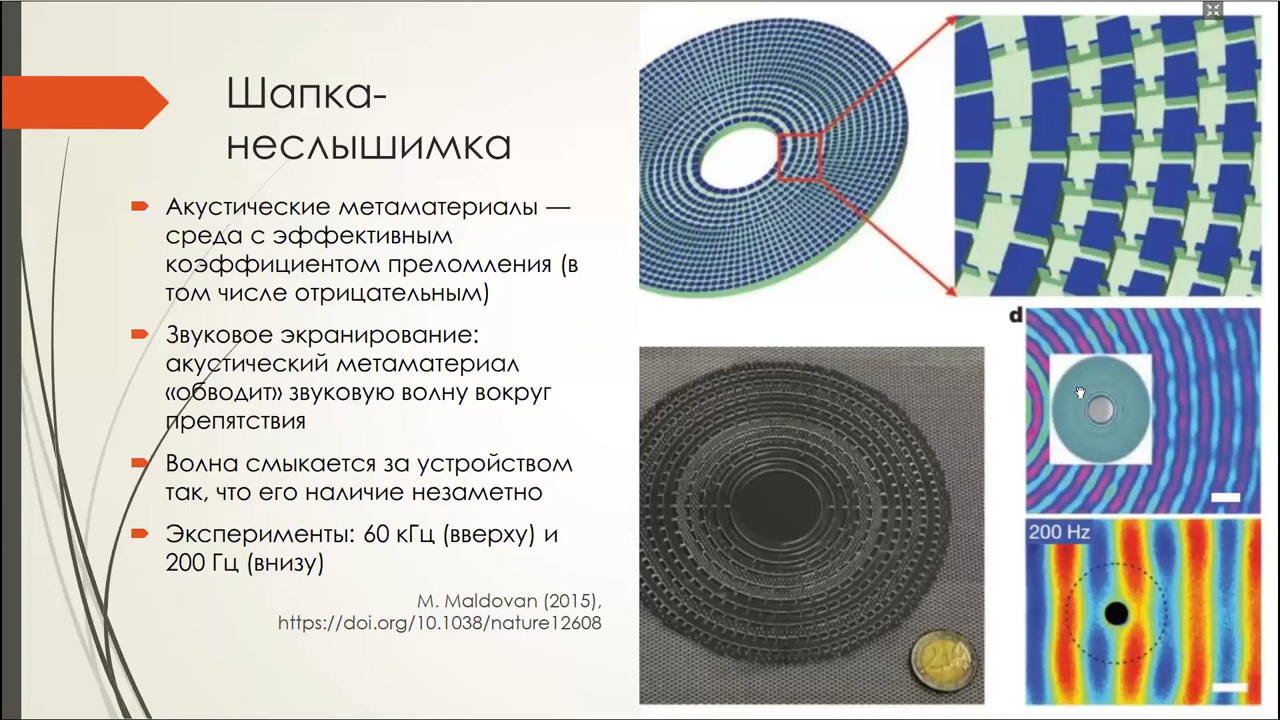 Шапка-
неслышимка
Акустические метаматериалы —
среда с эффективным
коэффициентом преломления (в
том числе отрицательным)
Звуковое экранирование:
акустический метаматериал
«обводит» звуковую волну вокруг
препятствия
Волна смыкается за устройством
так, что его наличие незаметно
Эксперименты: 60 кГц (вверху) и
200 Гц (внизу)
M. Maldovan (2015),
https://doi.org/10.1038/nature12608
d
200 Hz
2